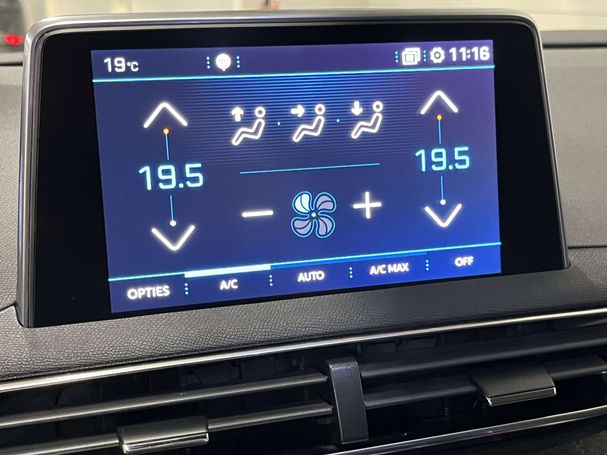 19°C 11:16
19.5 19.5
OPTIES A/C AUTO A/C MAX OFF